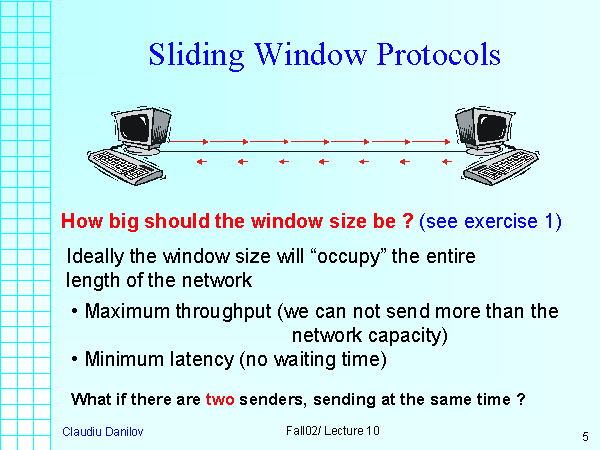 Sliding Window Protocols
How big should the window size be ? (see exercise 1)
Ideally the window size will “occupy” the entire
length of the network
• Maximum throughput (we can not send more than the
network capacity)
• Minimum latency (no waiting time)
What if there are two senders, sending at the same time ?
Claudiu Danilov
Fall02/ Lecture 10
5